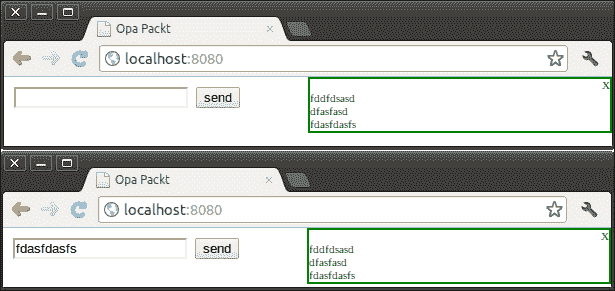 Opa Packt
localhost:8080
send
X
fddfdsasd
dfasfasd
fdasfdasfs
Opa Packt
localhost:8080
fdasfdasfs send
X
fddfdsasd
dfasfasd
fdasfdasfs